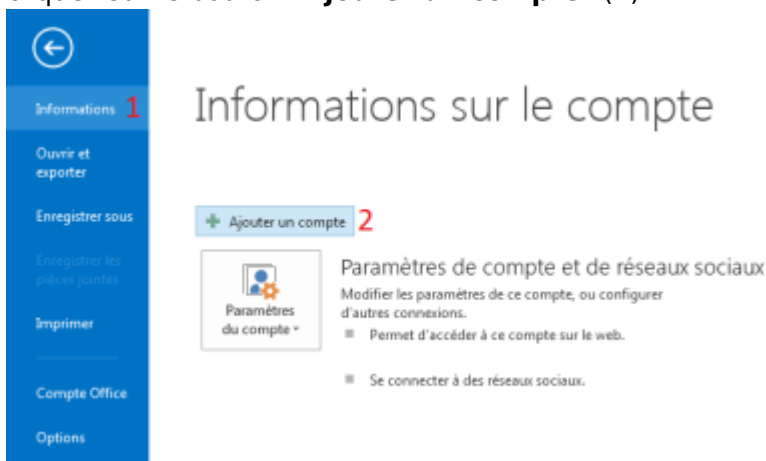 Informations 1
Informations sur le compte
Ouvrir et
exporter
Enregistrer sous
Enregistrer les
pièces jointes
Imprimer
Compte Office
Options
Ajouter un compte 2
Paramètres
du compte
Paramètres de compte et de réseaux sociaux
Modifier les paramètres de ce compte, ou configurer
d'autres connexions.
Permet d'accéder à ce compte sur le web.
Se connecter à des réseaux sociaux.